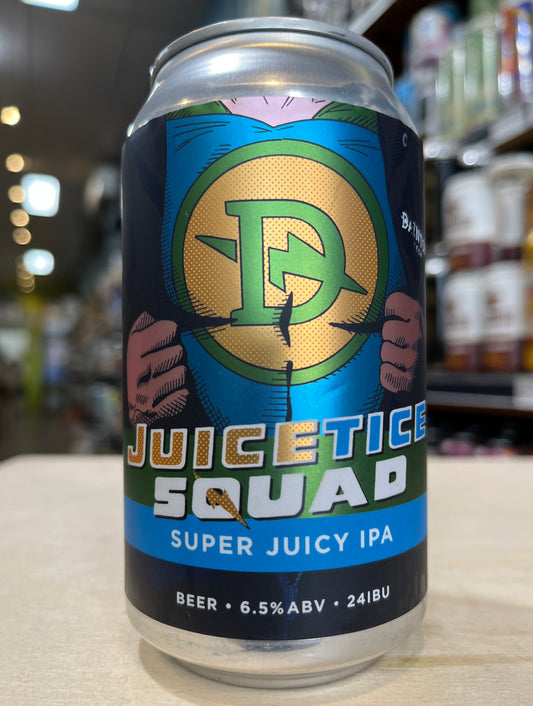 D
JUICETICE
SQUAD
SUPER JUICY IPA
BEER • 6.5% ABV • 24IBU